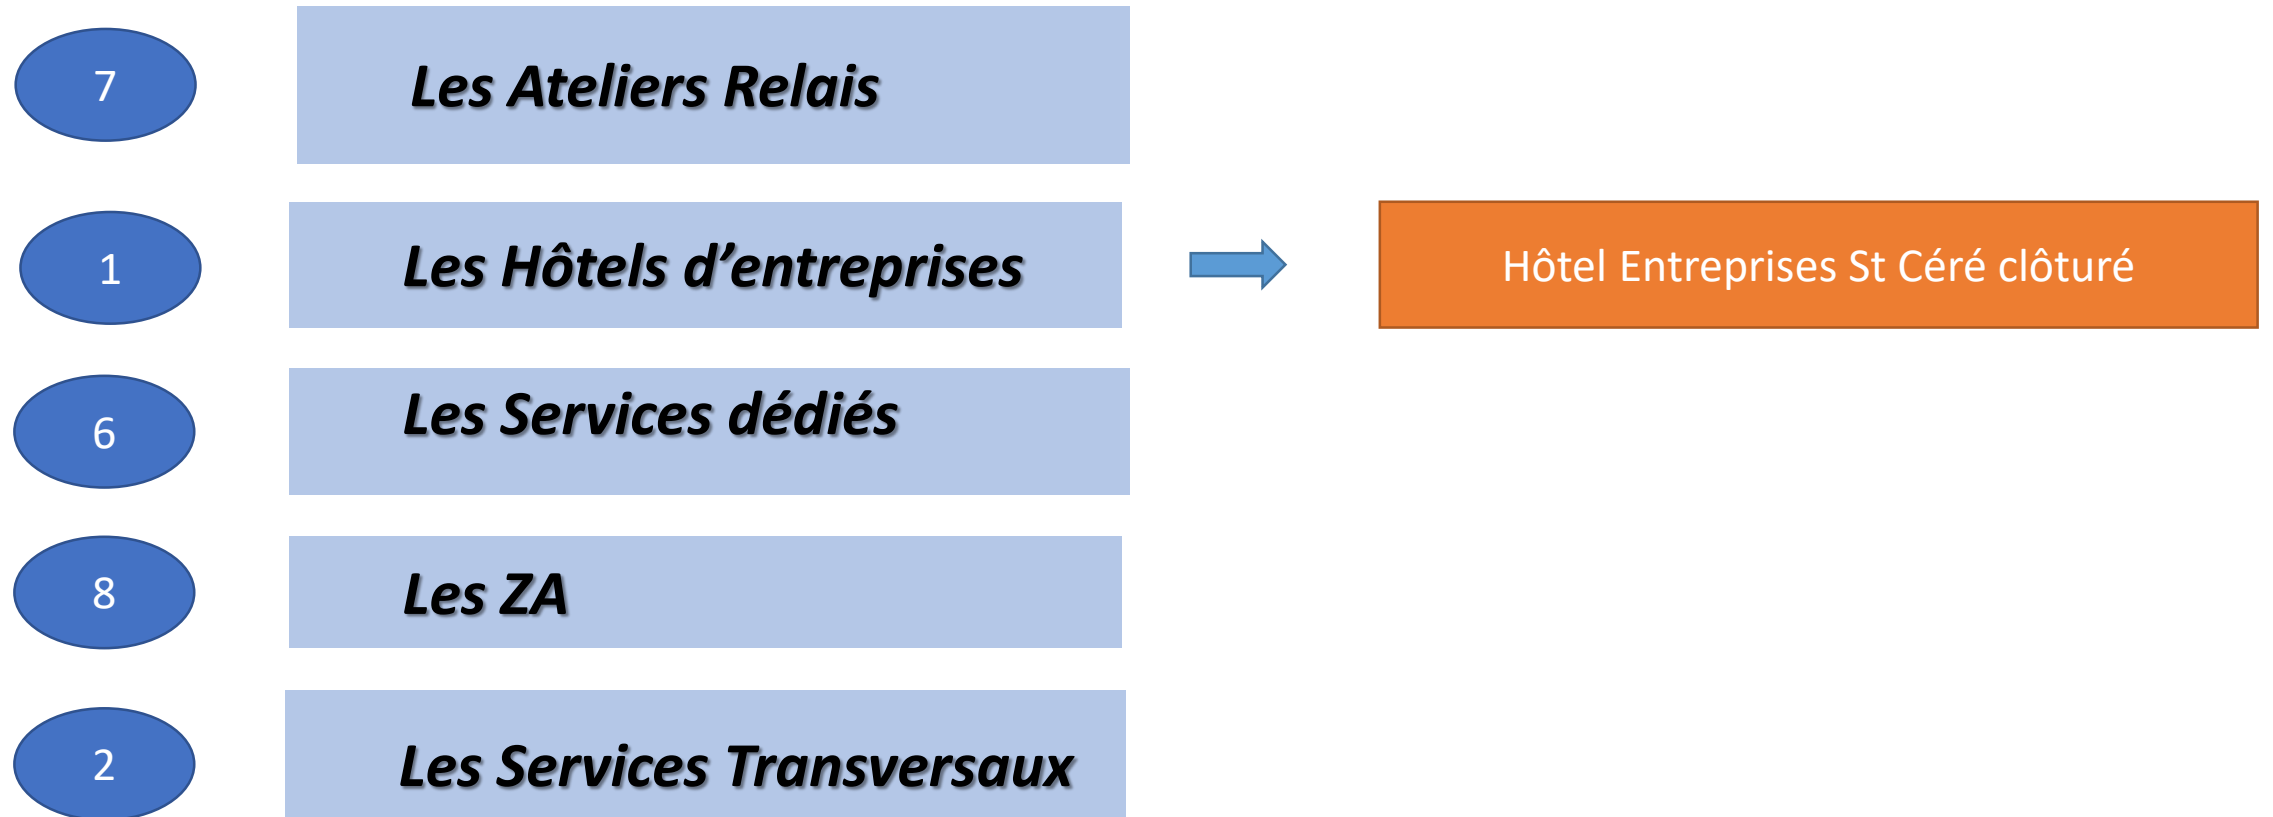 7
Les Ateliers Relais
1
Les Hôtels d’entreprises
Hôtel Entreprises St Céré clôturé
6
Les Services dédiés
8
Les ZA
2
Les Services Transversaux